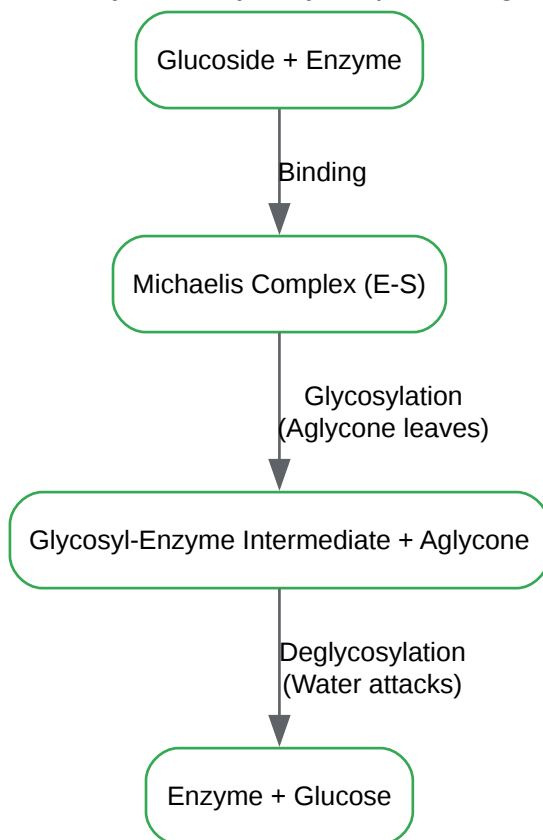 Glucoside + Enzyme
Binding
Michaelis Complex (E-S)
Glycosylation
(Aglycone leaves)
Glycosyl-Enzyme Intermediate + Aglycone
Deglycosylation
(Water attacks)
Enzyme + Glucose